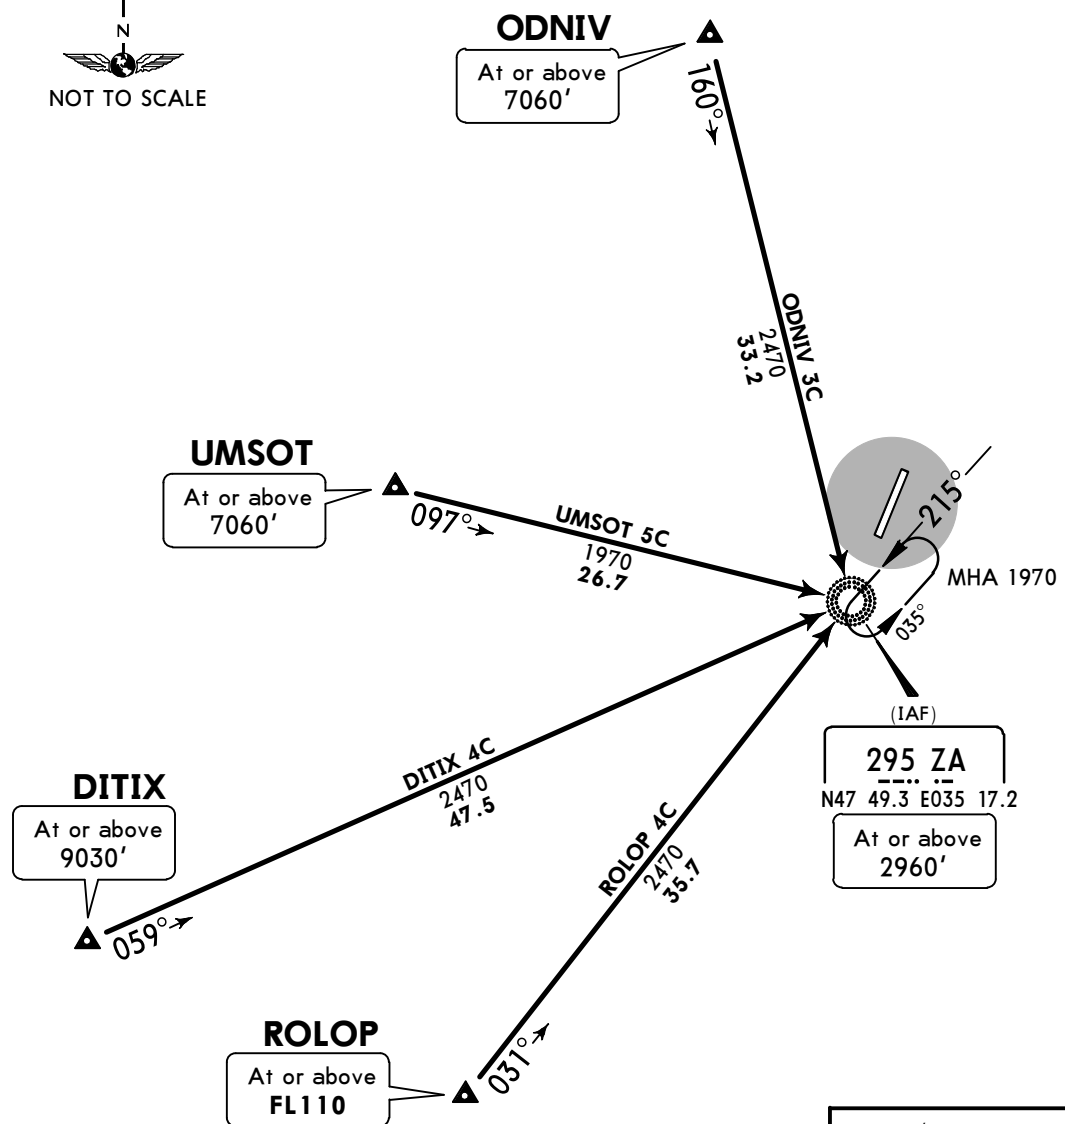 N
NOT TO SCALE
ODNIV
At or above
7060'
160°
ODNIV 3C
2470
33.2
UMSOT
At or above
7060'
097°
UMSOT 5C
1970
26.7
215°
MHA 1970
035°
(IAF)
295 ZA
N47 49.3 E035 17.2
At or above
2960'
DITIX
At or above
9030'
059°
DITIX 4C
2470
47.5
ROLOP 4C
2470
35.7
ROLOP
At or above
FL110
031°